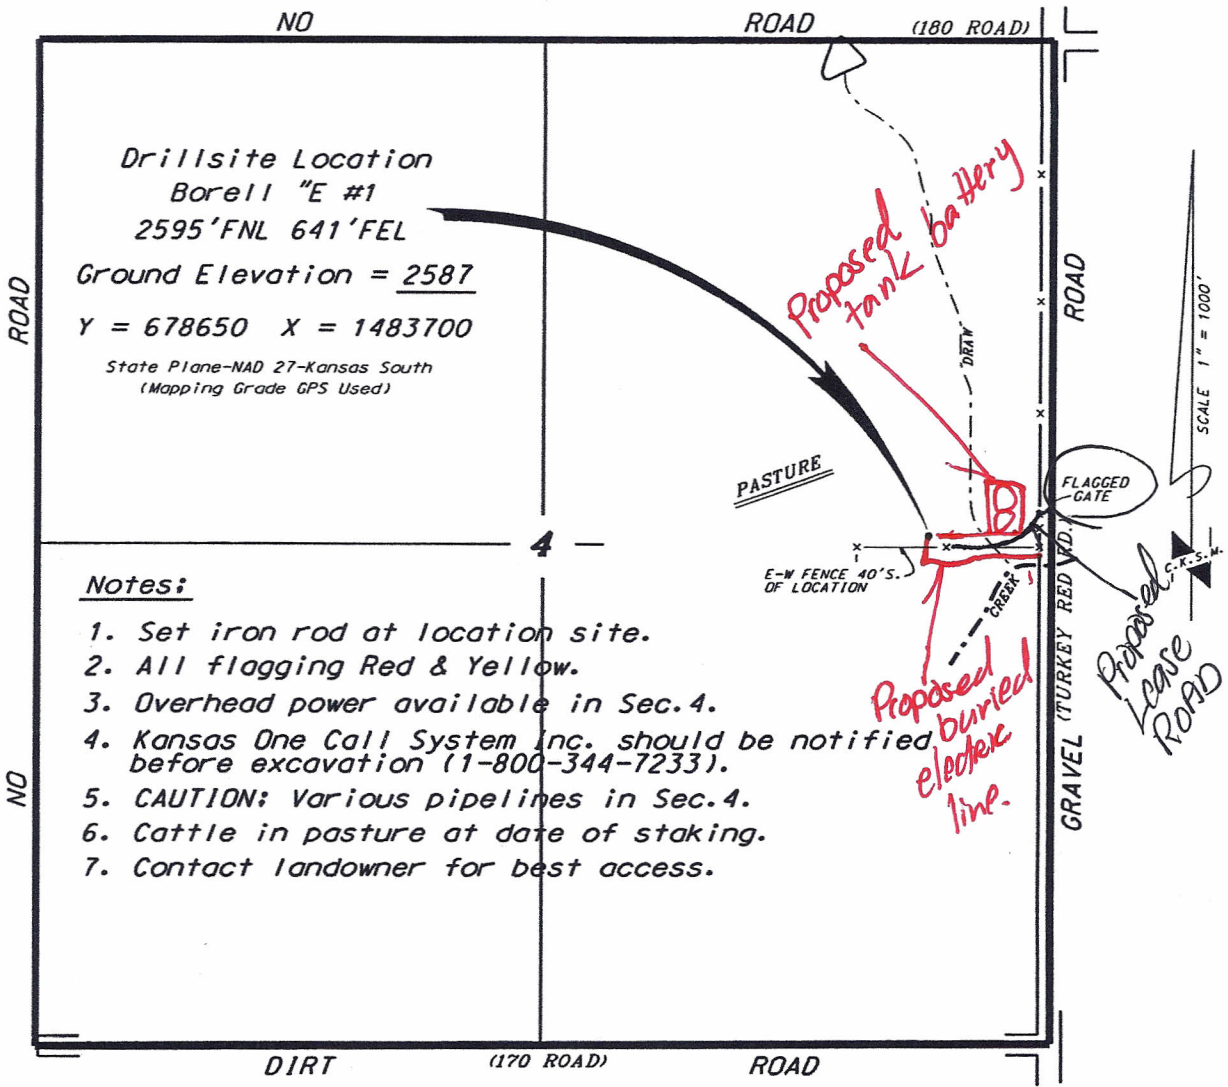 NO ROAD (180 ROAD)
Drillsite Location
Borell "E #1
2595'FNL 641'FEL
Ground Elevation = 2587
Y = 678650 X = 1483700
State Plane-NAD 27-Kansas South
(Mapping Grade GPS Used)
NO ROAD
Proposed
tank battery
DRAW
ROAD
SCALE 1" = 1000'
PASTURE
FLAGGED
GATE
4
E-W FENCE 40'S.
OF LOCATION
CREEK
C.K.S.M.
Proposed
Lease
ROAD
Proposed
buried
electric
line.
GRAVEL (TURKEY RED RD.)
Notes:
1. Set iron rod at location site.
2. All flagging Red & Yellow.
3. Overhead power available in Sec.4.
4. Kansas One Call System Inc. should be notified
before excavation (1-800-344-7233).
5. CAUTION: Various pipelines in Sec.4.
6. Cattle in pasture at date of staking.
7. Contact landowner for best access.
DIRT (170 ROAD) ROAD